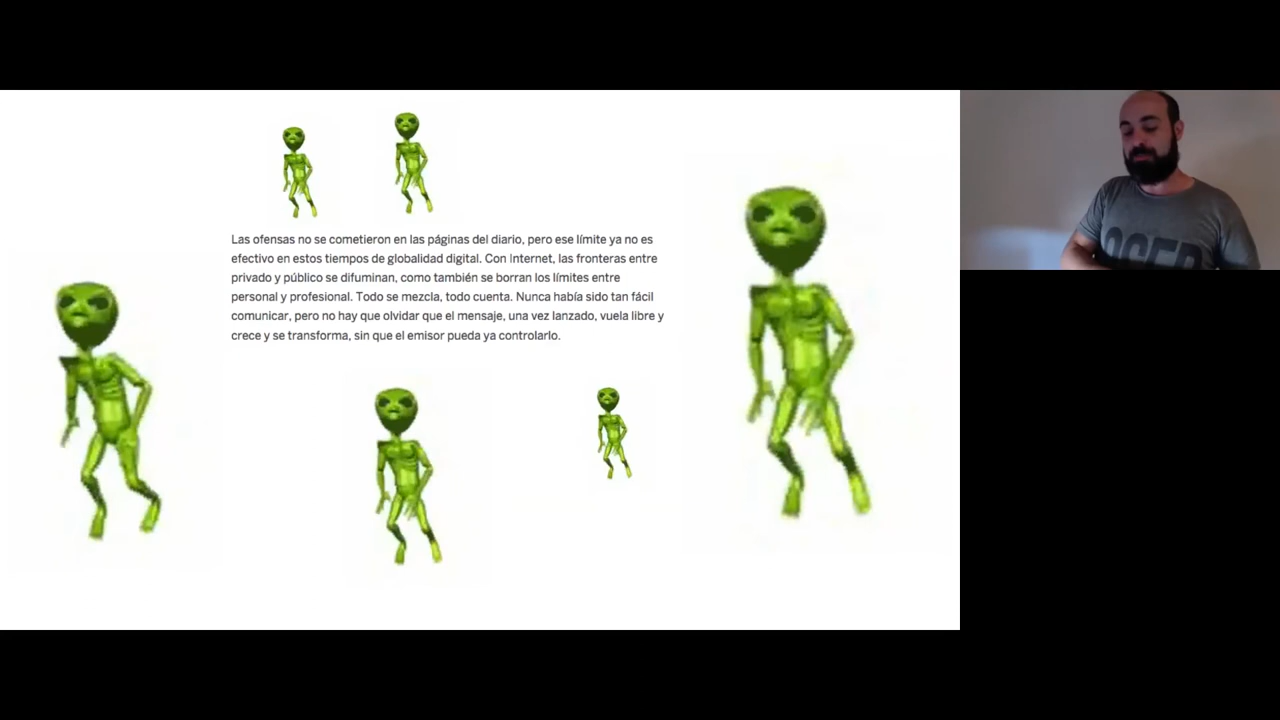 Las ofensas no se cometieron en las páginas del diario, pero ese límite ya no es
efectivo en estos tiempos de globalidad digital. Con Internet, las fronteras entre
privado y público se difuminan, como también se borran los límites entre
personal y profesional. Todo se mezcla, todo cuenta. Nunca había sido tan fácil
comunicar, pero no hay que olvidar que el mensaje, una vez lanzado, vuela libre y
crece y se transforma, sin que el emisor pueda ya controlarlo.